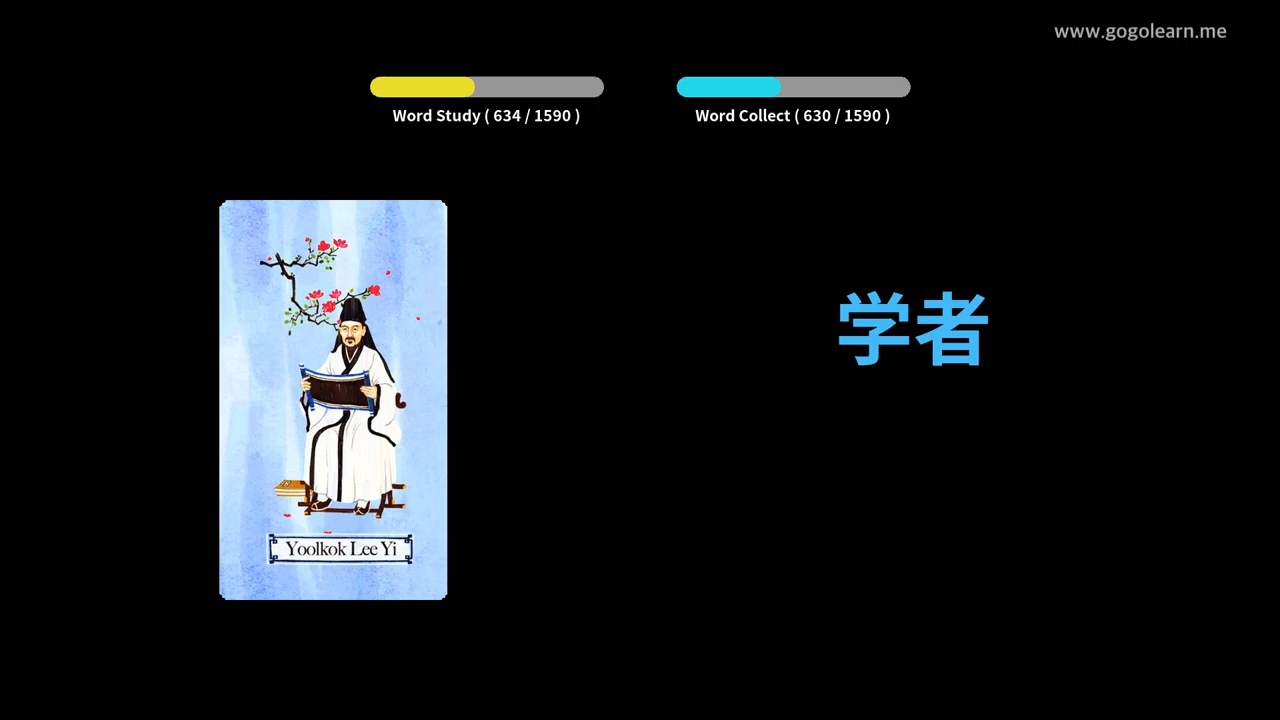 www.gogolearn.me
Word Study ( 634 / 1590 )
Word Collect ( 630 / 1590 )
学者
Yoolkok Lee Yi